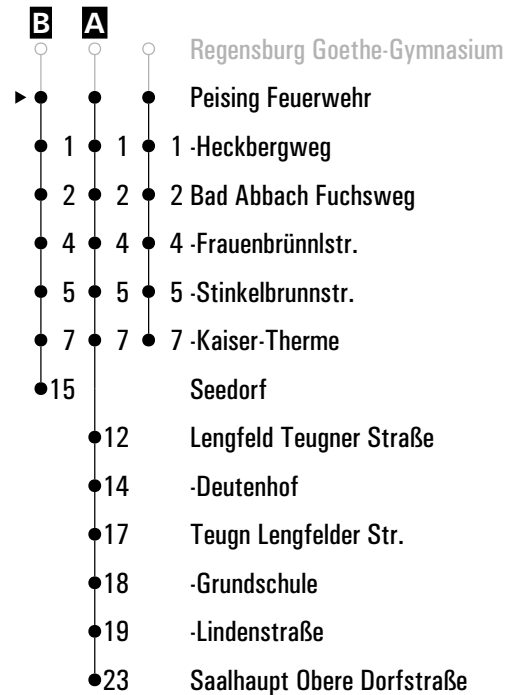 B A
Regensburg Goethe-Gymnasium
Peising Feuerwehr
1 1 1 -Heckbergweg
2 2 2 Bad Abbach Fuchsweg
4 4 4 -Frauenbrünnlstr.
5 5 5 -Stinkelbrunnstr.
7 7 7 -Kaiser-Therme
15 Seedorf
12 Lengfeld Teugner Straße
14 -Deutenhof
17 Teugn Lengfelder Str.
18 -Grundschule
19 -Lindenstraße
23 Saalhaupt Obere Dorfstraße